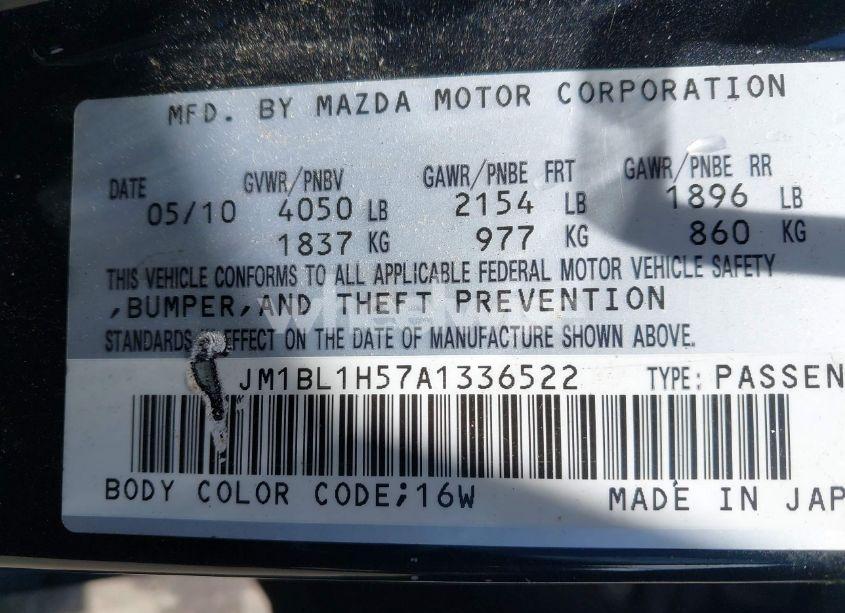 MFD. BY MAZDA MOTOR CORPORATION
DATE GVWR/PNBV GAWR/PNBE FRT GAWR/PNBE RR
05/10 4050 LB 2154 LB 1896 LB
1837 KG 977 KG 860 KG
THIS VEHICLE CONFORMS TO ALL APPLICABLE FEDERAL MOTOR VEHICLE SAFETY
,BUMPER,AND THEFT PREVENTION
STANDARDS EFFECT ON THE DATE OF MANUFACTURE SHOWN ABOVE.
JM1BL1H57A1336522 TYPE: PASSEN
BODY COLOR CODE;16W MADE IN JAP